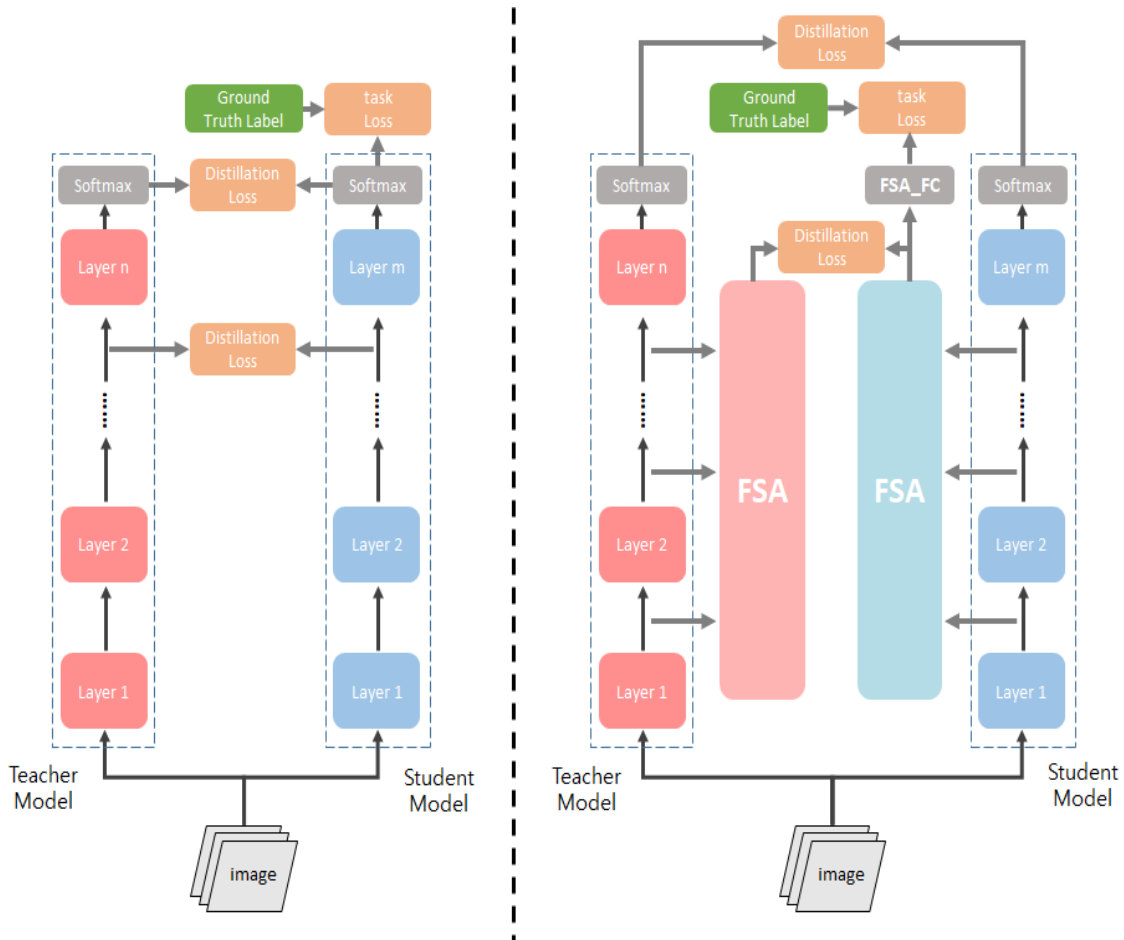 Ground
Truth Label
task
Loss
Softmax
Distillation
Loss
Softmax
Layer n
Layer m
Distillation
Loss
......
......
Layer 2
Layer 2
Layer 1
Layer 1
Teacher
Model
Student
Model
image
Distillation
Loss
Ground
Truth Label
task
Loss
Softmax
FSA_FC
Softmax
Layer n
Distillation
Loss
Layer m
......
......
FSA
FSA
Layer 2
Layer 2
Layer 1
Layer 1
Teacher
Model
Student
Model
image